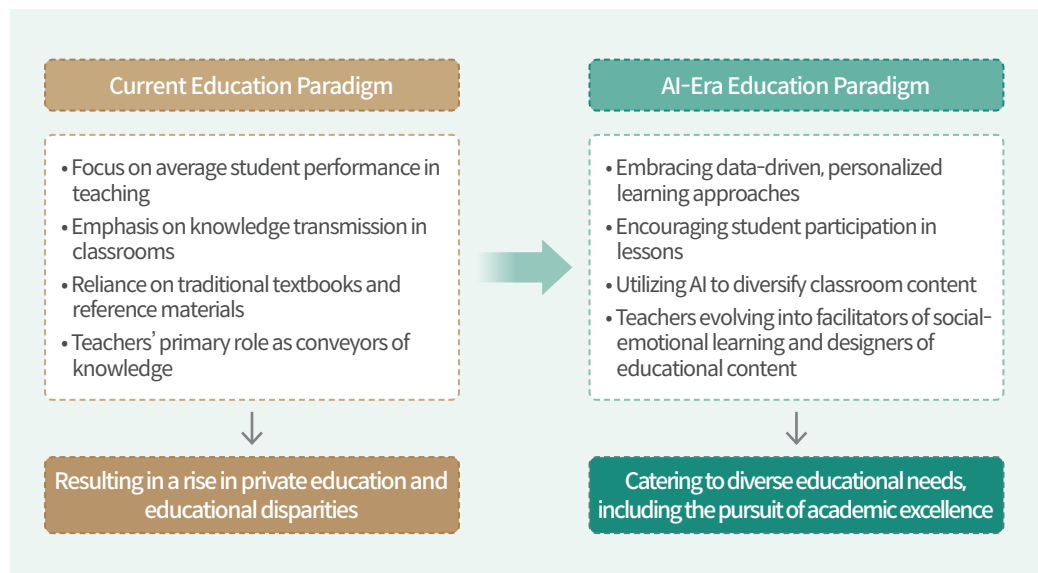 Current Education Paradigm
• Focus on average student performance in
teaching
• Emphasis on knowledge transmission in
classrooms
• Reliance on traditional textbooks and
reference materials
• Teachers’ primary role as conveyors of
knowledge
Resulting in a rise in private education and
educational disparities
AI-Era Education Paradigm
• Embracing data-driven, personalized
learning approaches
• Encouraging student participation in
lessons
• Utilizing AI to diversify classroom content
• Teachers evolving into facilitators of social-
emotional learning and designers of
educational content
Catering to diverse educational needs,
including the pursuit of academic excellence